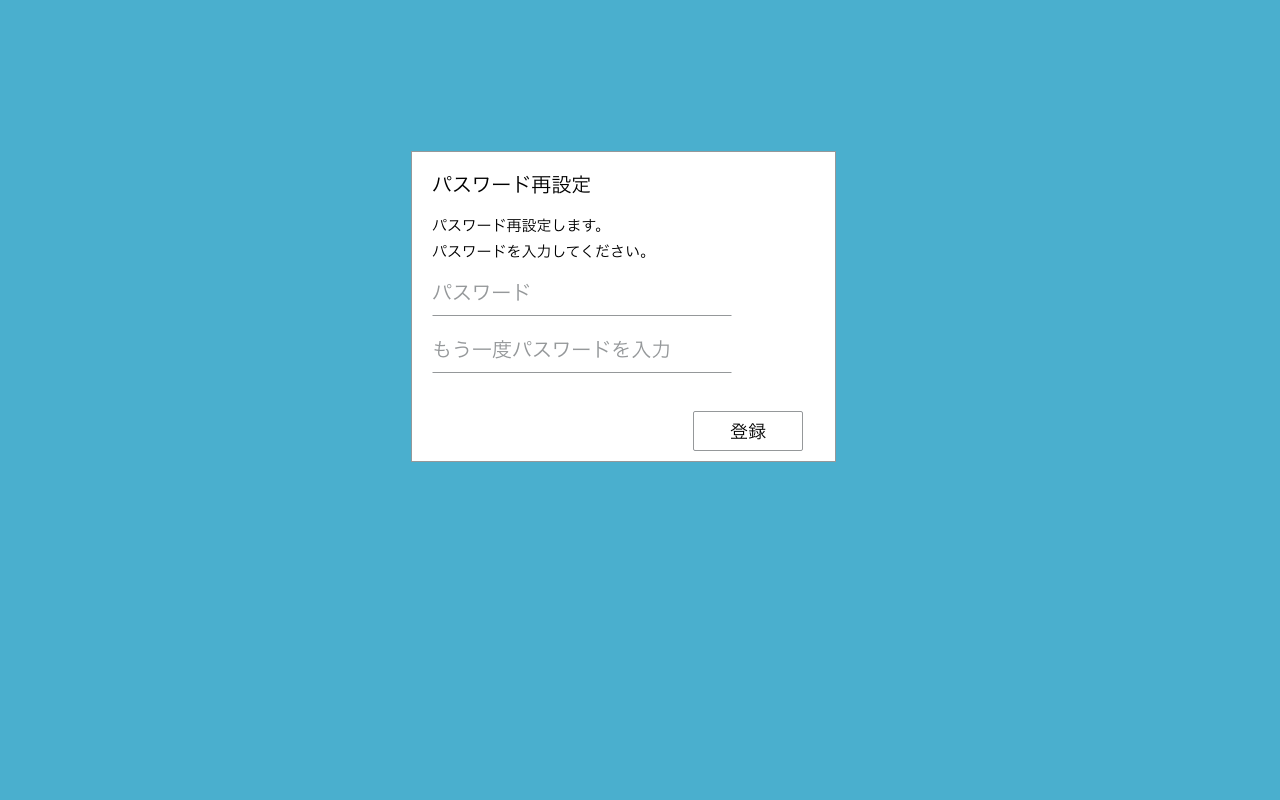 パスワード再設定
パスワード再設定します。
パスワードを入力してください。
パスワード
もう一度パスワードを入力
登録